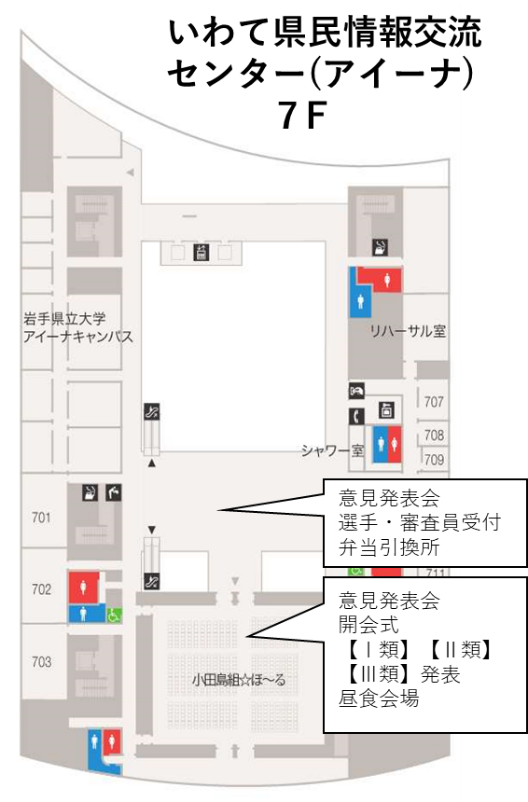 いわて県民情報交流
センター(アイーナ)
7F
岩手県立大学
アイーナキャンパス
リハーサル室
707
708
シャワー室
709
701
意見発表会
選手・審査員受付
弁当引換所
711
702
意見発表会
開会式
【Ⅰ類】【Ⅱ類】
【Ⅲ類】発表
昼食会場
703
小田島組☆ほ～る